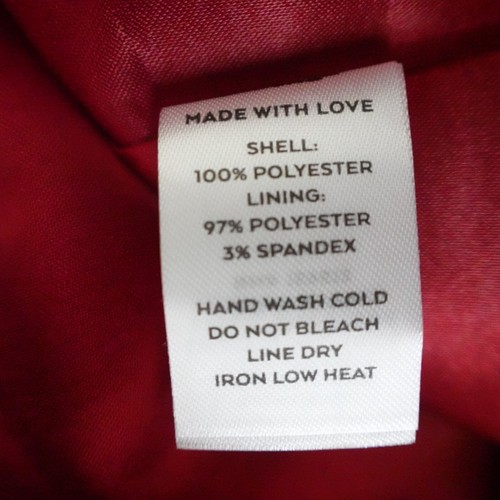 MADE WITH LOVE
SHELL:
100% POLYESTER
LINING:
97% POLYESTER
3% SPANDEX
HAND WASH COLD
DO NOT BLEACH
LINE DRY
IRON LOW HEAT